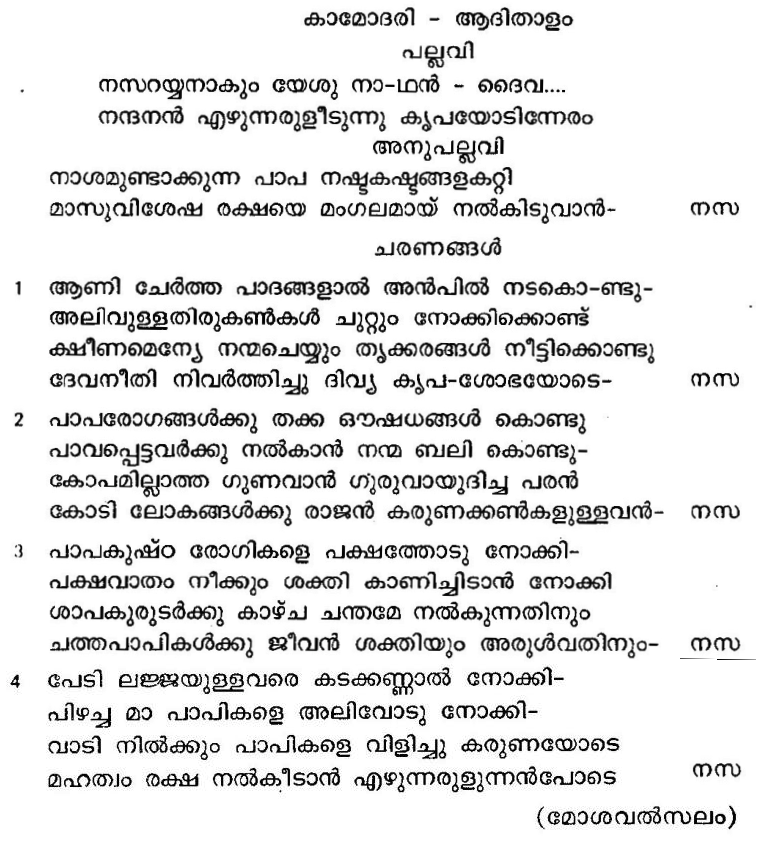 കാമോദരി – ആദിതാളം
പല്ലവി
നസറയ്യനാകും യേശു നാ-ഥൻ – ദൈവ....
നന്ദനൻ എഴുന്നരുളീടുന്നു കൃപയോടിന്നേരം
അനുപല്ലവി
നാശമുണ്ടാക്കുന്ന പാപ നഷ്ടകഷ്ടങ്ങളകറ്റി
മാസുവിശേഷ രക്ഷയെ മംഗലമായ് നൽകിടുവാൻ– നസ
ചരണങ്ങൾ
1 ആണി ചേർത്ത പാദങ്ങളാൽ അൻപിൽ നടകൊ-ണ്ടു–
അലിവുള്ളതിരുകൺകൾ ചുറ്റും നോക്കിക്കൊണ്ട്
ക്ഷീണമെന്യേ നന്മചെയ്യും തൃക്കരങ്ങൾ നീട്ടിക്കൊണ്ടു
ദേവനീതി നിവർത്തിച്ചു ദിവ്യ കൃപ-ശോഭയോടെ– നസ
2 പാപരോഗങ്ങൾക്കു തക്ക ഔഷധങ്ങൾ കൊണ്ടു
പാവപ്പെട്ടവർക്കു നൽകാൻ നന്മ ബലി കൊണ്ടു–
കോപമില്ലാത്ത ഗുണവാൻ ഗുരുവായുദിച്ച പരൻ
കോടി ലോകങ്ങൾക്കു രാജൻ കരുണക്കൺകളുള്ളവൻ– നസ
3 പാപകുഷ്ഠ രോഗികളെ പക്ഷത്തോടു നോക്കി–
പക്ഷവാതം നീക്കും ശക്തി കാണിച്ചിടാൻ നോക്കി
ശാപകുരുടർക്കു കാഴ്ച ചന്തമേ നൽകുന്നതിനും
ചത്തപാപികൾക്കു ജീവൻ ശക്തിയും അരുൾവതിനും– നസ
4 പേടി ലജ്ജയുള്ളവരെ കടക്കണ്ണാൽ നോക്കി–
പിഴച്ച മാ പാപികളെ അലിവോടു നോക്കി–
വാടി നിൽക്കും പാപികളെ വിളിച്ചു കരുണയോടെ
മഹത്വം രക്ഷ നൽകീടാൻ എഴുന്നരുളുന്നൻപോടെ നസ
(മോശവൽസലം)